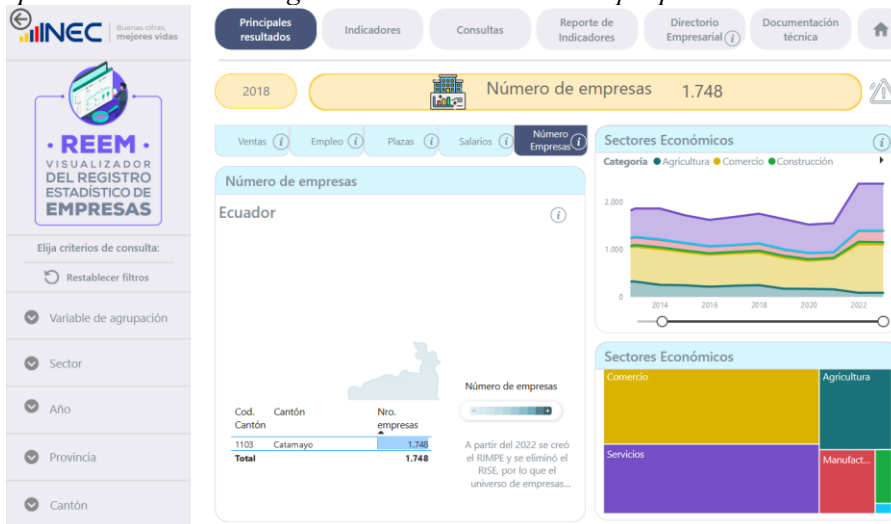 INEC
Buenas cifras,
mejores vidas
Principales
resultados
Indicadores
Consultas
Reporte de
Indicadores
Directorio
Empresarial
Documentación
técnica
2018
Número de empresas 1.748
• REEM •
VISUALIZADOR
DEL REGISTRO
ESTADÍSTICO DE
EMPRESAS
Elija criterios de consulta:
Restablecer filtros
Variable de agrupación
Sector
Año
Provincia
Cantón
Ventas
Empleo
Plazas
Salarios
Número
Empresas
Número de empresas
Ecuador
Número de empresas
Cod. Cantón Nro.
Cantón empresas
1103 Catamayo 1.748
Total 1.748
A partir del 2022 se creó
el RIMPE y se eliminó el
RISE, por lo que el
universo de empresas...
Sectores Económicos
Categoría Agricultura Comercio Construcción
2.000
1.000
0
2014 2016 2018 2020 2022
Sectores Económicos
Comercio
Agricultura
Servicios
Manufact...